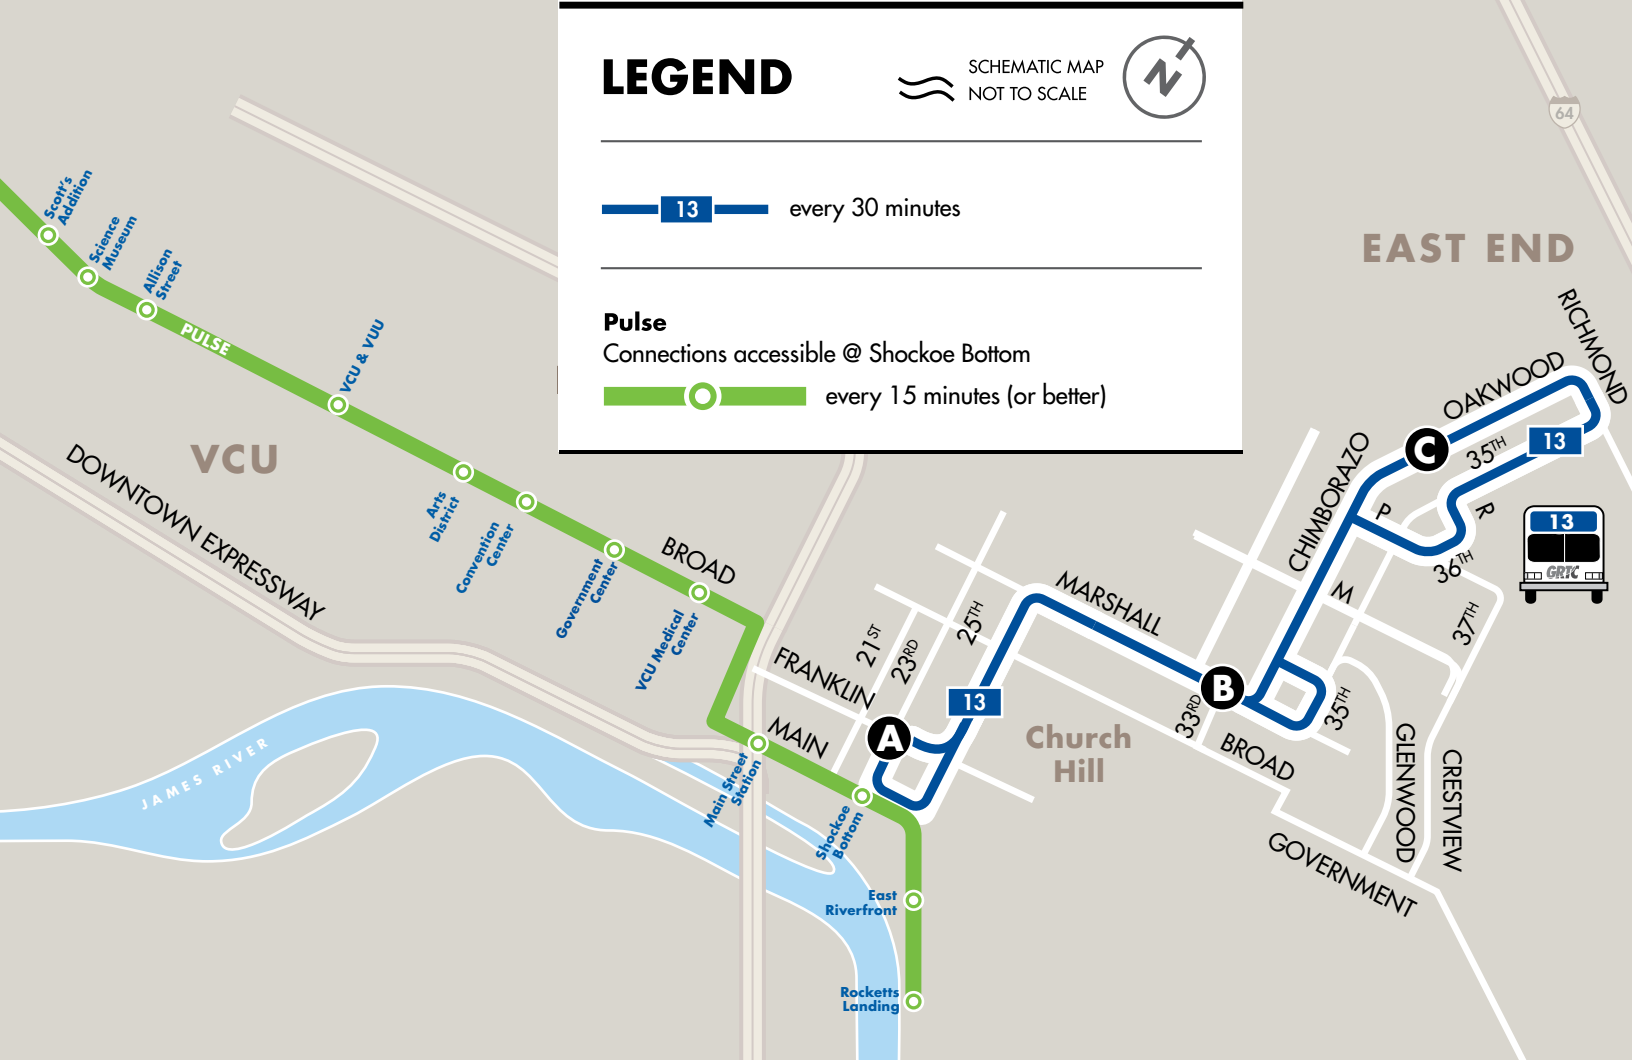 LEGEND
SCHEMATIC MAP
NOT TO SCALE
N
13
every 30 minutes
Pulse
Connections accessible @ Shockoe Bottom
every 15 minutes (or better)
64
EAST END
Scott's
Addition
Science
Museum
Allison
Street
PULSE
VCU & VUU
VCU
DOWNTOWN EXPRESSWAY
Arts
District
Convention
Center
Government
Center
BROAD
VCU Medical
Center
JAMES RIVER
Main Street
Station
MAIN
FRANKLIN
21ST
23RD
25TH
A
13
Shockoe
Bottom
East
Riverfront
Rocketts
Landing
MARSHALL
Church
Hill
33RD
B
BROAD
35TH
GOVERNMENT
GLENWOOD
CRESTVIEW
CHIMBORAZO
M
P
C
OAKWOOD
RICHMOND
35TH
13
R
36TH
37TH
13
GRTC